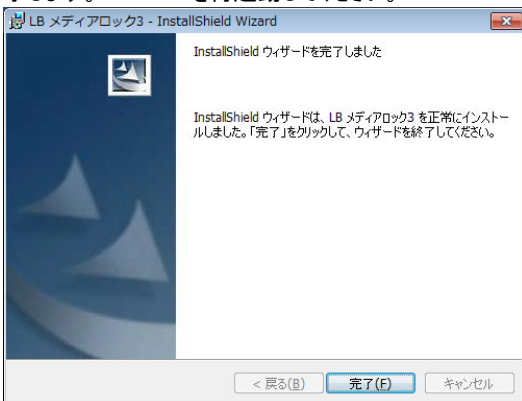 LB メディアロック3 - InstallShield Wizard
InstallShield ウィザードを完了しました
InstallShield ウィザードは、LB メディアロック3 を正常にインストー
ルしました。「完了」をクリックして、ウィザードを終了してください。
< 戻る(B)
完了(F)
キャンセル